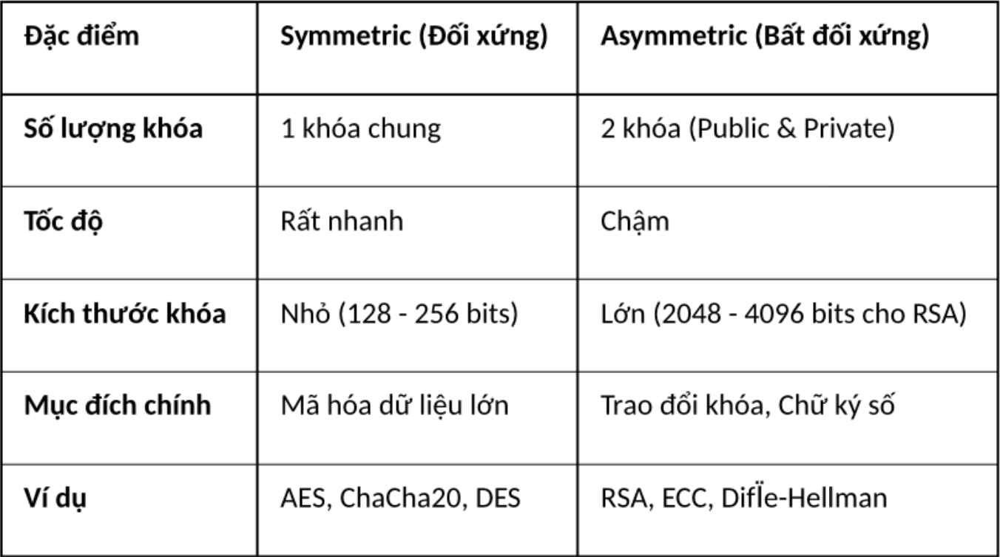 Đặc điểm Symmetric (Đối xứng) Asymmetric (Bất đối xứng)
Số lượng khóa 1 khóa chung 2 khóa (Public & Private)
Tốc độ Rất nhanh Chậm
Kích thước khóa Nhỏ (128 - 256 bits) Lớn (2048 - 4096 bits cho RSA)
Mục đích chính Mã hóa dữ liệu lớn Trao đổi khóa, Chữ ký số
Ví dụ AES, ChaCha20, DES RSA, ECC, DifÏe-Hellman